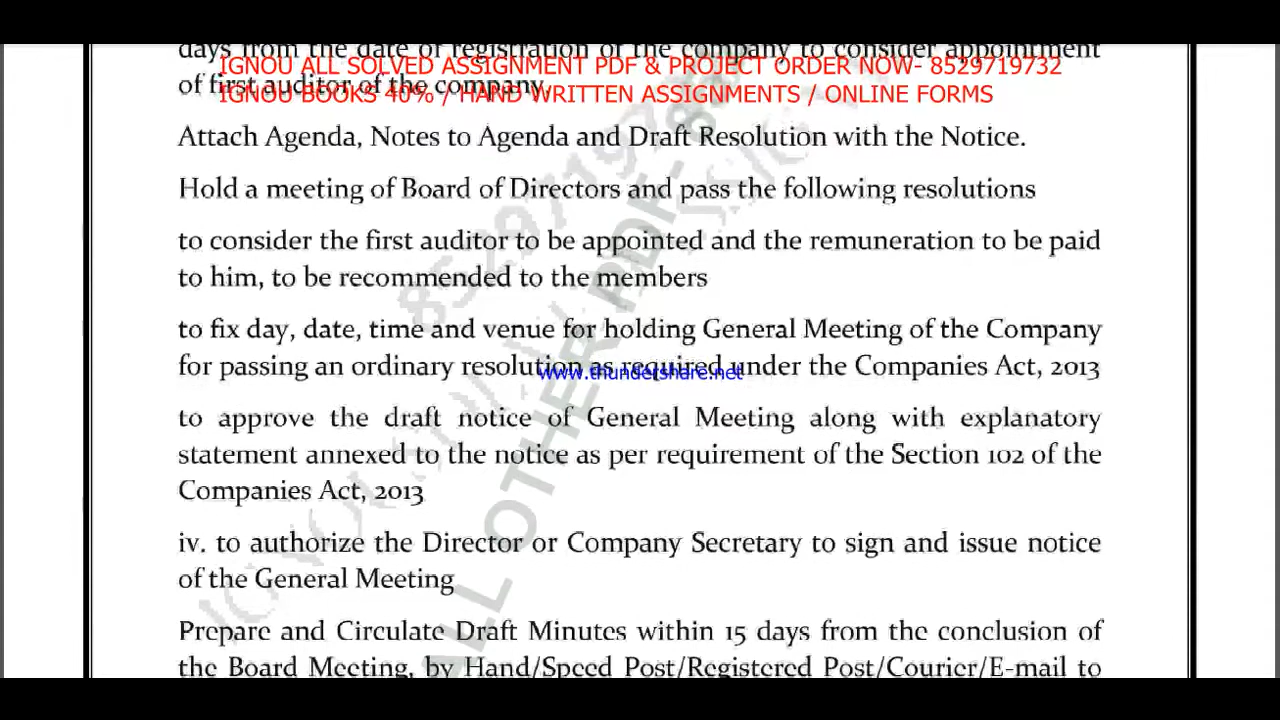 days from the date of registration of the company to consider appointment
IGNOU ALL SOLVED ASSIGNMENT PDF & PROJECT ORDER NOW- 8529719732
of first auditor of the company.
IGNOU BOOKS 40% / HAND WRITTEN ASSIGNMENTS / ONLINE FORMS
Attach Agenda, Notes to Agenda and Draft Resolution with the Notice.
Hold a meeting of Board of Directors and pass the following resolutions
to consider the first auditor to be appointed and the remuneration to be paid
to him, to be recommended to the members
to fix day, date, time and venue for holding General Meeting of the Company
for passing an ordinary resolution as required under the Companies Act, 2013
www.thundershare.net
to approve the draft notice of General Meeting along with explanatory
statement annexed to the notice as per requirement of the Section 102 of the
Companies Act, 2013
iv. to authorize the Director or Company Secretary to sign and issue notice
of the General Meeting
Prepare and Circulate Draft Minutes within 15 days from the conclusion of
the Board Meeting, by Hand/Speed Post/Registered Post/Courier/E-mail to
ALL OTHER PDF-